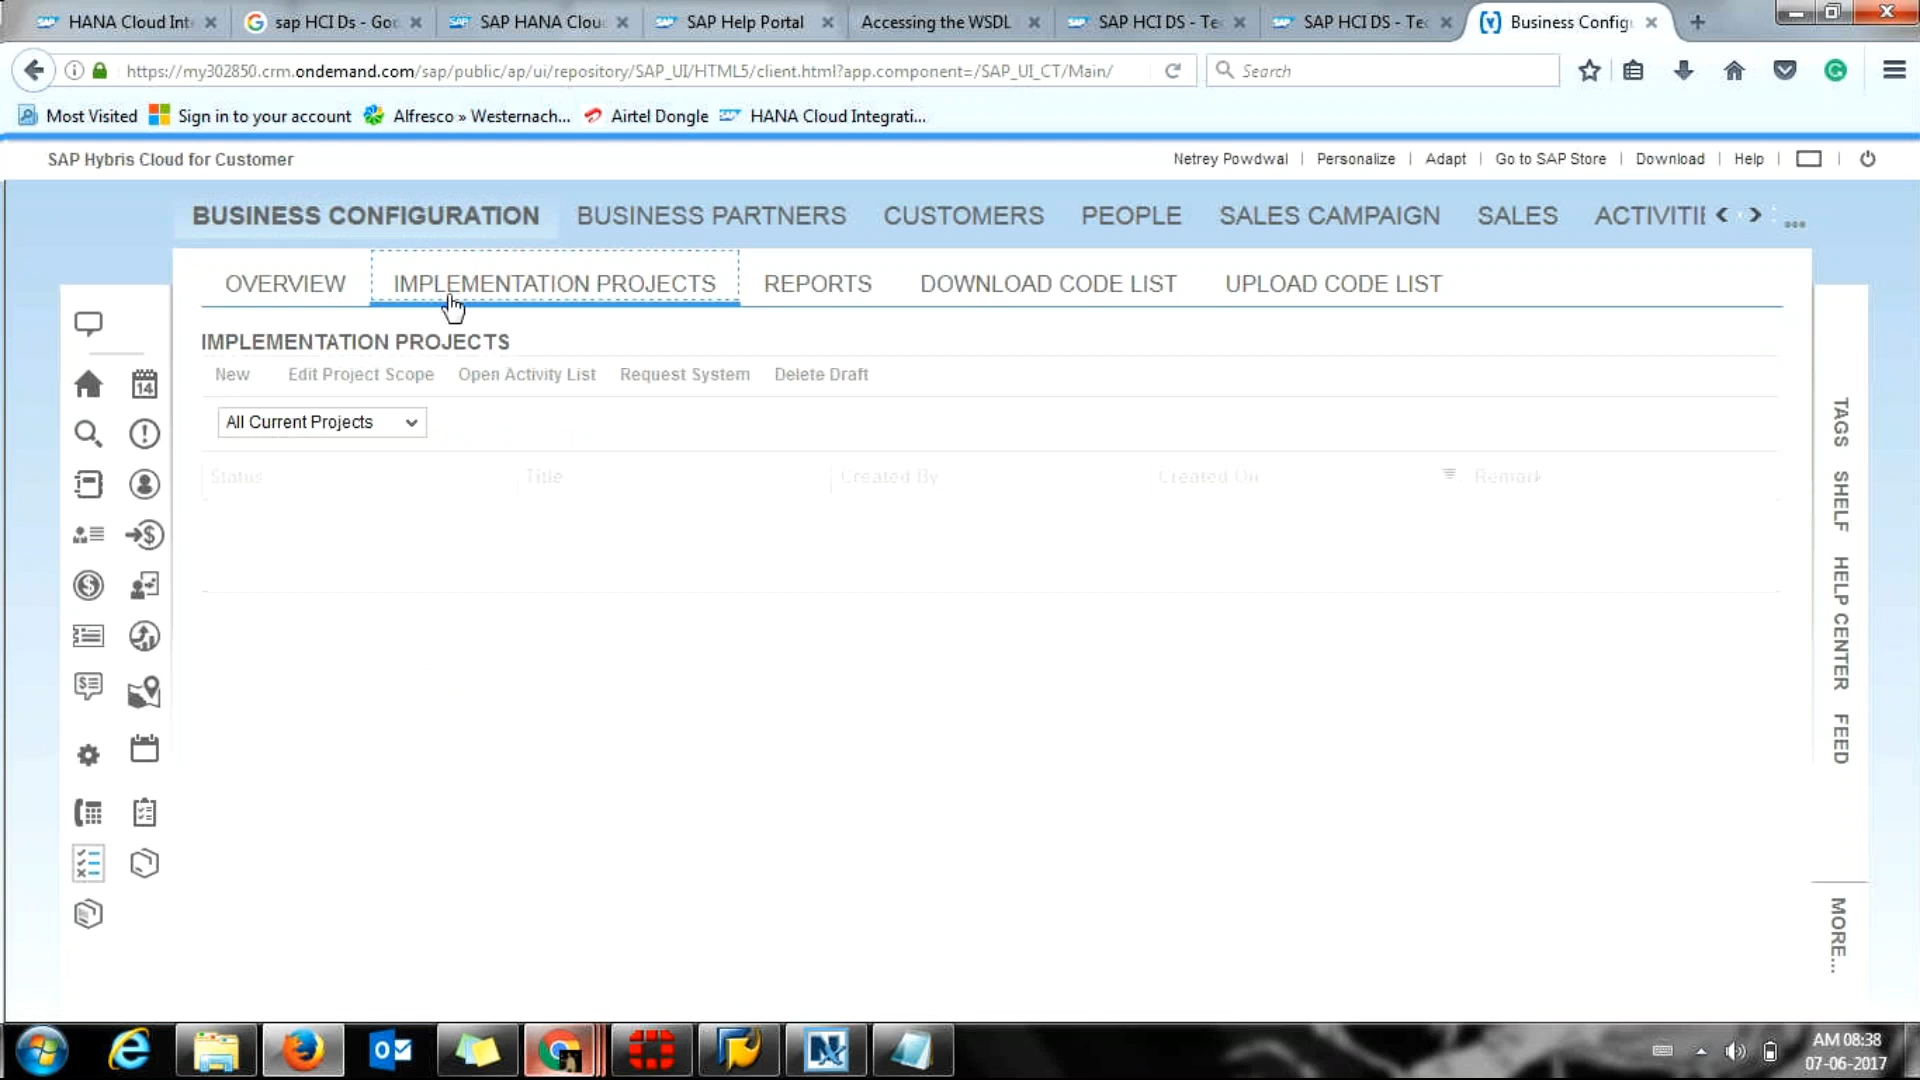 HANA Cloud Int
sap HCI Ds - Go
SAP HANA Clou
SAP Help Portal
Accessing the WSDL
SAP HCI DS - Te
SAP HCI DS - Te
Business Config
https://my302850.crm.ondemand.com/sap/public/ap/ui/repository/SAP_UI/HTML5/client.html?app.component=/SAP_UI_CT/Main/
Search
Most Visited
Sign in to your account
Alfresco » Westernach...
Airtel Dongle
HANA Cloud Integrati...
SAP Hybris Cloud for Customer
Netrey Powdwal | Personalize | Adapt | Go to SAP Store | Download | Help
BUSINESS CONFIGURATION BUSINESS PARTNERS CUSTOMERS PEOPLE SALES CAMPAIGN SALES ACTIVITIE
OVERVIEW IMPLEMENTATION PROJECTS REPORTS DOWNLOAD CODE LIST UPLOAD CODE LIST
IMPLEMENTATION PROJECTS
New Edit Project Scope Open Activity List Request System Delete Draft
All Current Projects
Status Title Created By Created On Remark
14
TAGS
SHELF
HELP CENTER
FEED
MORE...
AM 08:38
07-06-2017